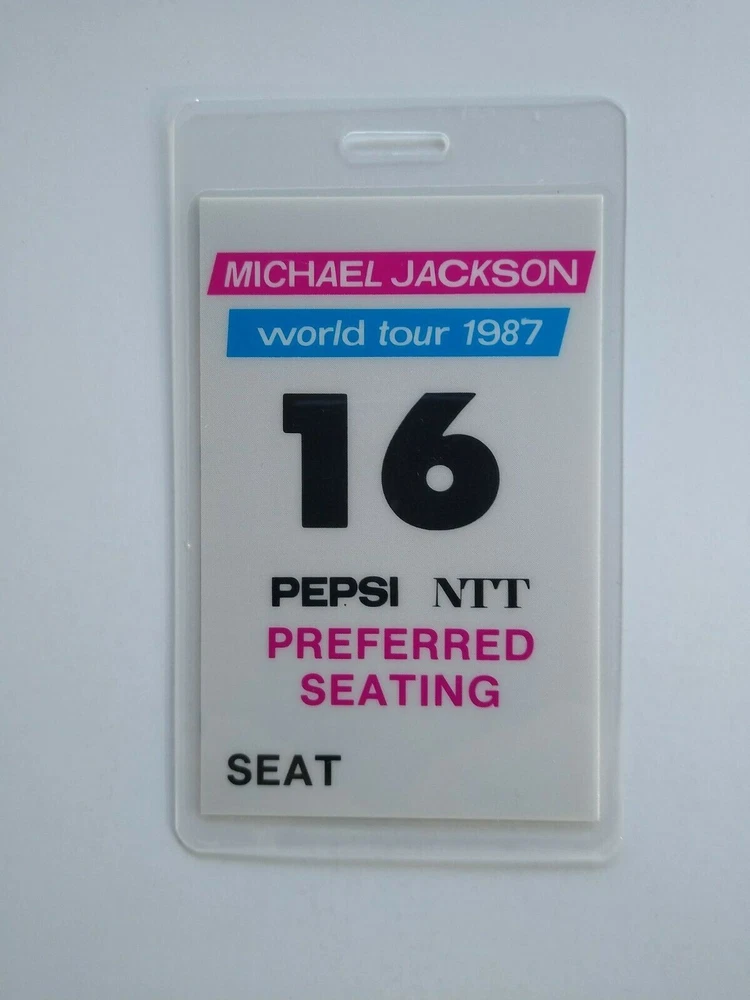 MICHAEL JACKSON
world tour 1987
16
PEPSI NTT
PREFERRED
SEATING
SEAT